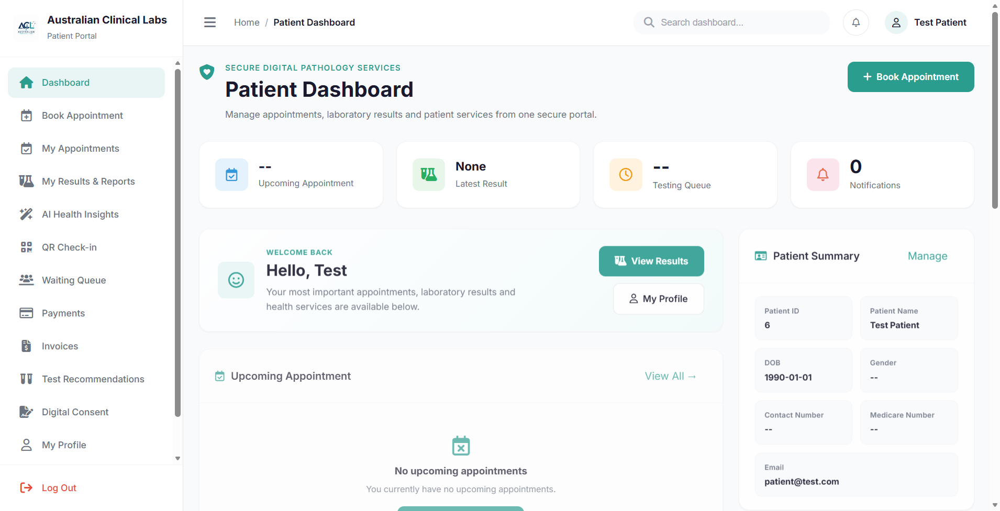 ACL
AUSTRALIAN
Australian Clinical Labs
Patient Portal
Dashboard
Book Appointment
My Appointments
My Results & Reports
AI Health Insights
QR Check-in
Waiting Queue
Payments
Invoices
Test Recommendations
Digital Consent
My Profile
Log Out
Home / Patient Dashboard
Search dashboard...
Test Patient
SECURE DIGITAL PATHOLOGY SERVICES
Patient Dashboard
Manage appointments, laboratory results and patient services from one secure portal.
+ Book Appointment
--
Upcoming Appointment
None
Latest Result
--
Testing Queue
0
Notifications
WELCOME BACK
Hello, Test
Your most important appointments, laboratory results and
health services are available below.
View Results
My Profile
Upcoming Appointment
View All →
No upcoming appointments
You currently have no upcoming appointments.
Patient Summary
Manage
Patient ID
6
Patient Name
Test Patient
DOB
1990-01-01
Gender
--
Contact Number
--
Medicare Number
--
Email
patient@test.com